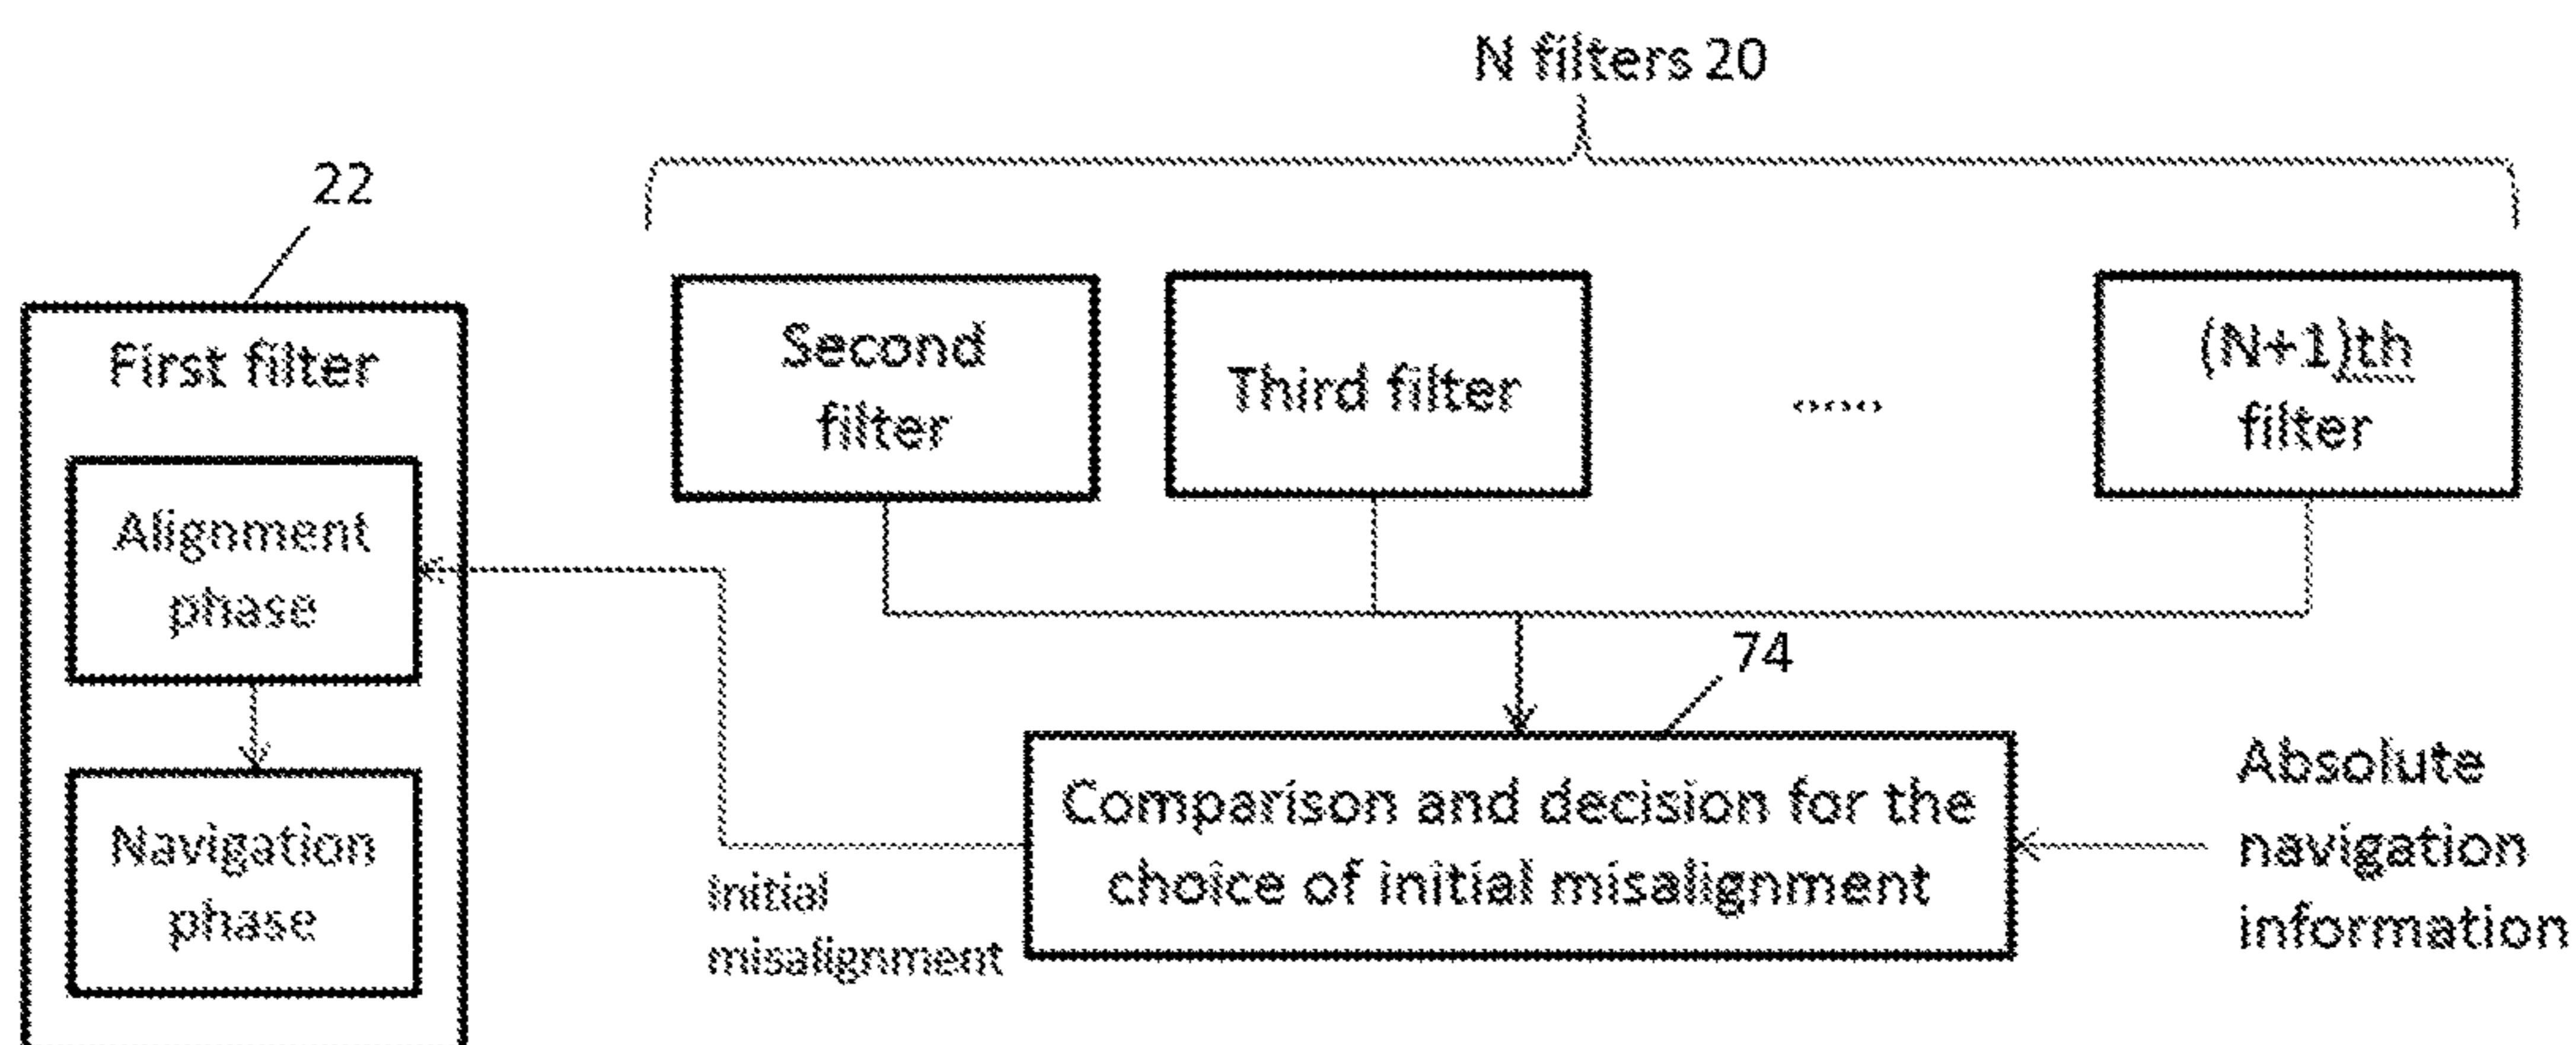 N filters 20
22
First filter
Alignment
phase
Navigation
phase
Second
filter
Third filter
.....
(N+1)th
filter
74
Comparison and decision for the
choice of initial misalignment
Initial
misalignment
Absolute
navigation
information